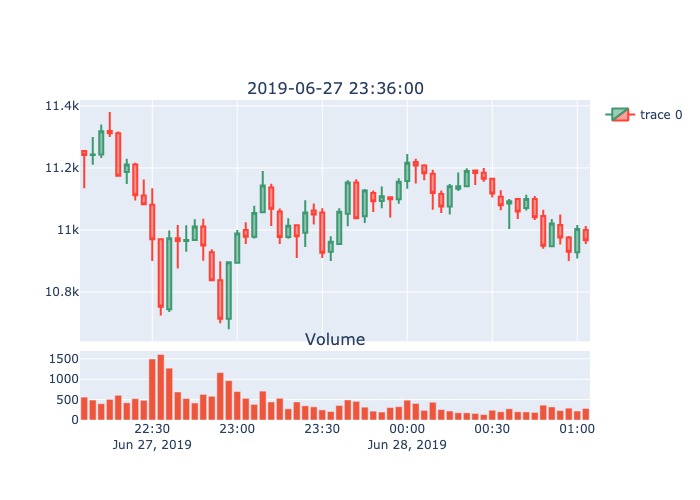 2019-06-27 23:36:00
11.4k
11.2k
11k
10.8k
trace 0
Volume
1500
1000
500
0
22:30 23:00 23:30 00:00 00:30 01:00
Jun 27, 2019 Jun 28, 2019